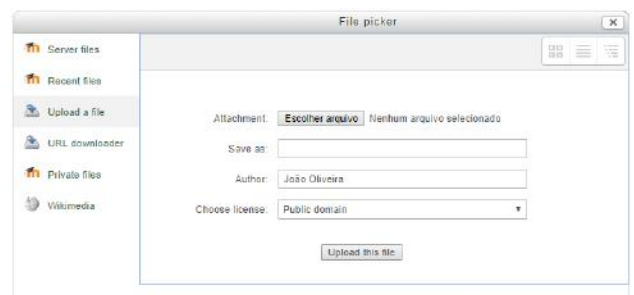 File picker
Server files
Recent files
Upload a file
URL downloader
Private files
Wikimedia
Attachment: Escolher arquivo Nenhum arquivo selecionado
Save as:
Author: João Oliveira
Choose license: Public domain
Upload this file